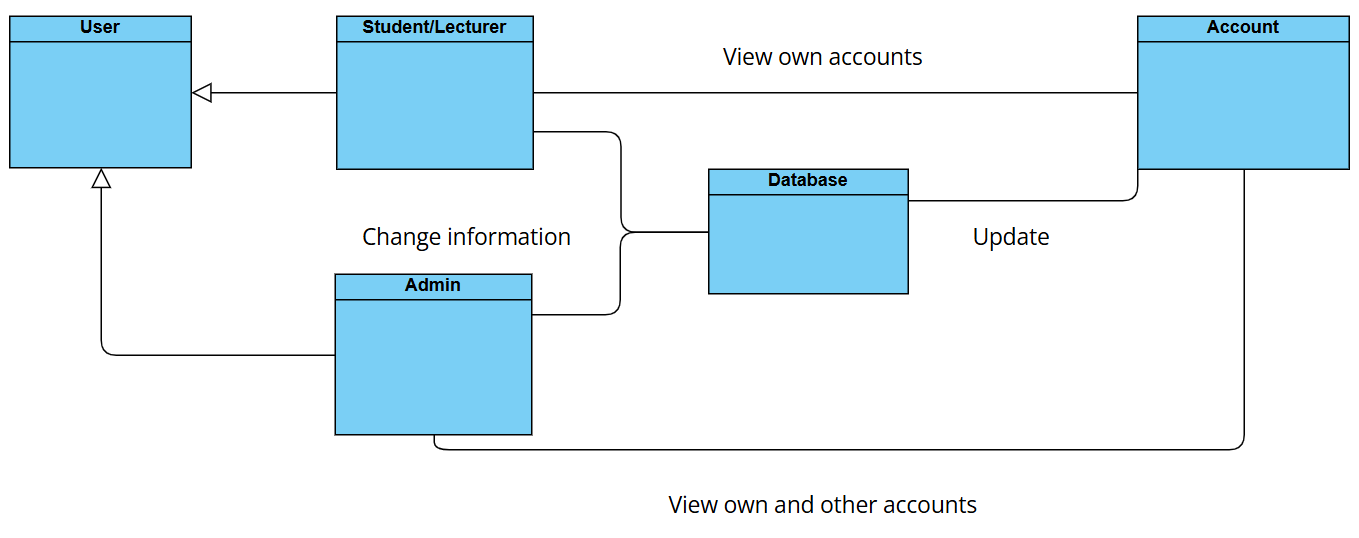 User
Student/Lecturer
Account
View own accounts
Database
Change information
Update
Admin
View own and other accounts